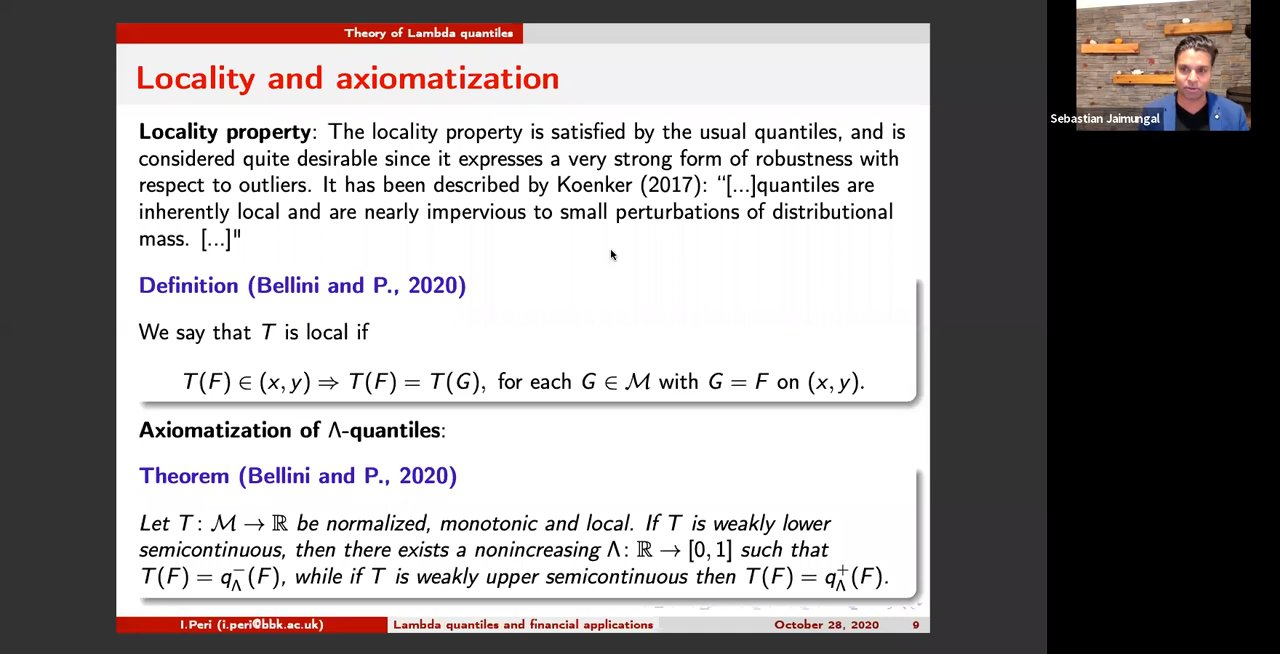 Theory of Lambda quantiles
Locality and axiomatization
Locality property: The locality property is satisfied by the usual quantiles, and is
considered quite desirable since it expresses a very strong form of robustness with
respect to outliers. It has been described by Koenker (2017): “[...]quantiles are
inherently local and are nearly impervious to small perturbations of distributional
mass. [...]"
Definition (Bellini and P., 2020)
We say that T is local if
T(F) ∈ (x, y) ⇒ T(F) = T(G), for each G ∈ ℳ with G = F on (x, y).
Axiomatization of Λ-quantiles:
Theorem (Bellini and P., 2020)
Let T: ℳ → ℝ be normalized, monotonic and local. If T is weakly lower
semicontinuous, then there exists a nonincreasing Λ: ℝ → [0, 1] such that
T(F) = q_Λ^−(F), while if T is weakly upper semicontinuous then T(F) = q_Λ^+(F).
I.Peri (i.peri@bbk.ac.uk) Lambda quantiles and financial applications October 28, 2020 9
Sebastian Jaimungal